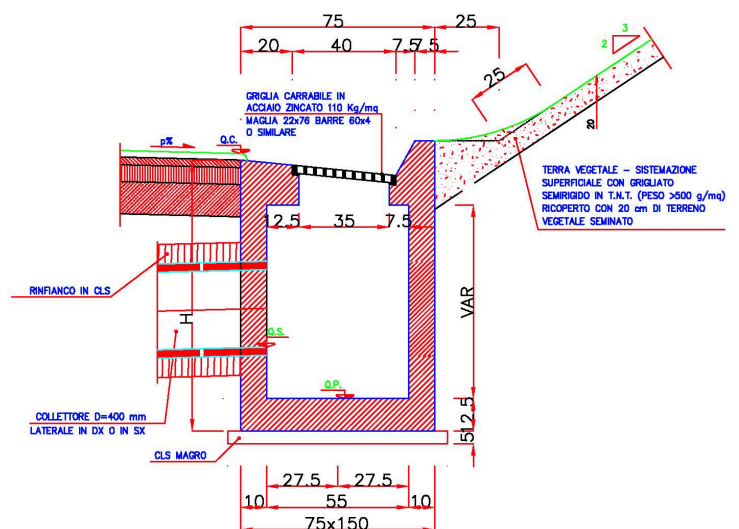 75
25
20
40
7.5
7.5
3
2
25
GRIGLIA CARRABILE IN
ACCIAIO ZINCATO 110 Kg/mq
MAGLIA 22x76 BARRE 60x4
O SIMILARE
20
p%
Q.C.
TERRA VEGETALE - SISTEMAZIONE
SUPERFICIALE CON GRIGLIATO
SEMIRIGIDO IN T.N.T. (PESO >500 g/mq)
RICOPERTO CON 20 cm DI TERRENO
VEGETALE SEMINATO
12.5
35
7.5
RINFIANCO IN CLS
H
VAR
Q.S.
Q.P.
COLLETTORE D=400 mm
LATERALE IN DX O IN SX
12.5
5
CLS MAGRO
27.5
27.5
10
55
10
75x150